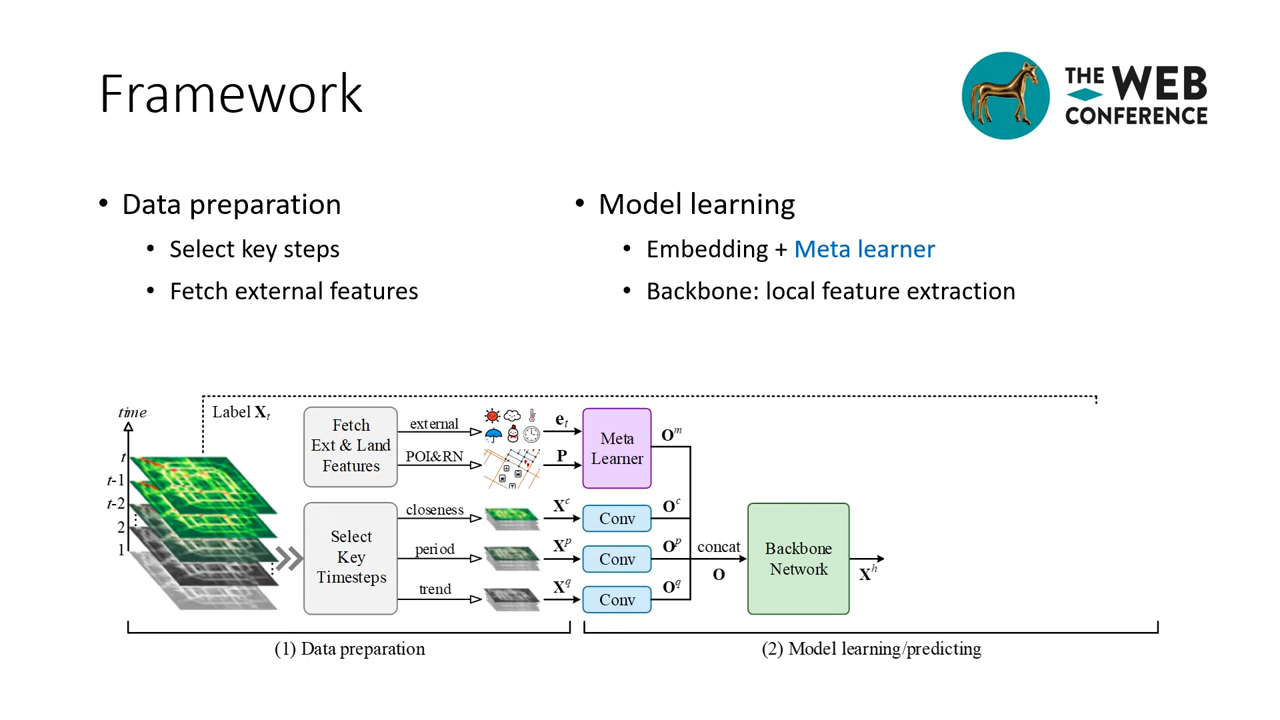 Framework
THE WEB
CONFERENCE
• Data preparation
• Select key steps
• Fetch external features
• Model learning
• Embedding + Meta learner
• Backbone: local feature extraction
time
t
t-1
t-2
2
1
Label Xₜ
Fetch
Ext & Land
Features
external
POI&RN
eₜ
P
Meta
Learner
Oᵐ
Select
Key
Timesteps
closeness
period
trend
Xᶜ
Xᵖ
X^q
Conv
Conv
Conv
Oᶜ
Oᵖ
O^q
concat
O
Backbone
Network
Xʰ
(1) Data preparation
(2) Model learning/predicting